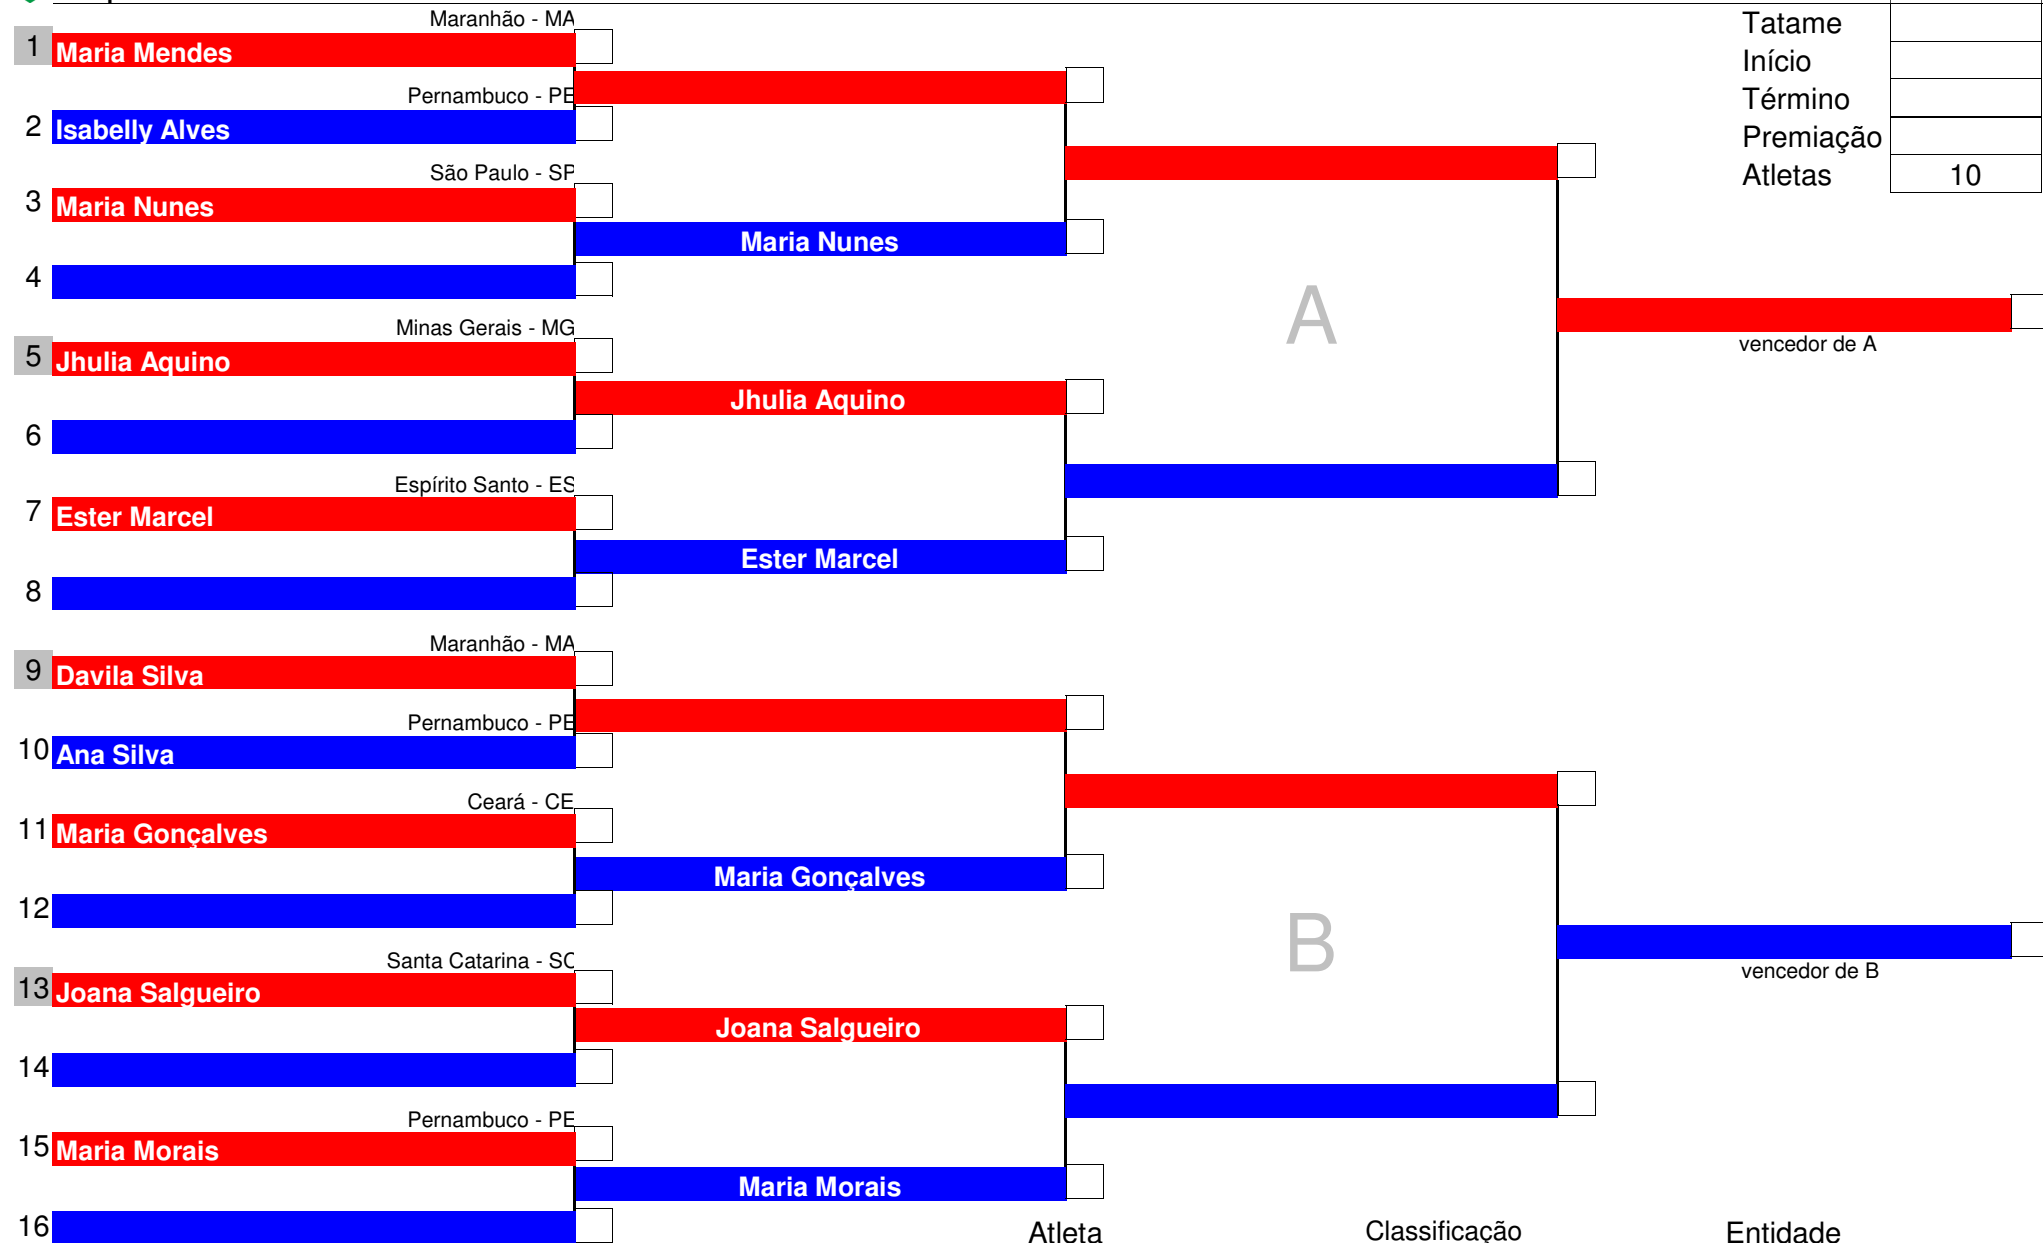 Maranhão - MA
1 Maria Mendes
Pernambuco - PE
2 Isabelly Alves
São Paulo - SP
3 Maria Nunes
Maria Nunes
4
Minas Gerais - MG
5 Jhulia Aquino
Jhulia Aquino
6
Espírito Santo - ES
7 Ester Marcel
Ester Marcel
8
Maranhão - MA
9 Davila Silva
Pernambuco - PE
10 Ana Silva
Ceará - CE
11 Maria Gonçalves
Maria Gonçalves
12
Santa Catarina - SC
13 Joana Salgueiro
Joana Salgueiro
14
Pernambuco - PE
15 Maria Morais
Maria Morais
16
A
B
vencedor de A
vencedor de B
Tatame
Início
Término
Premiação
Atletas 10
Atleta Classificação Entidade